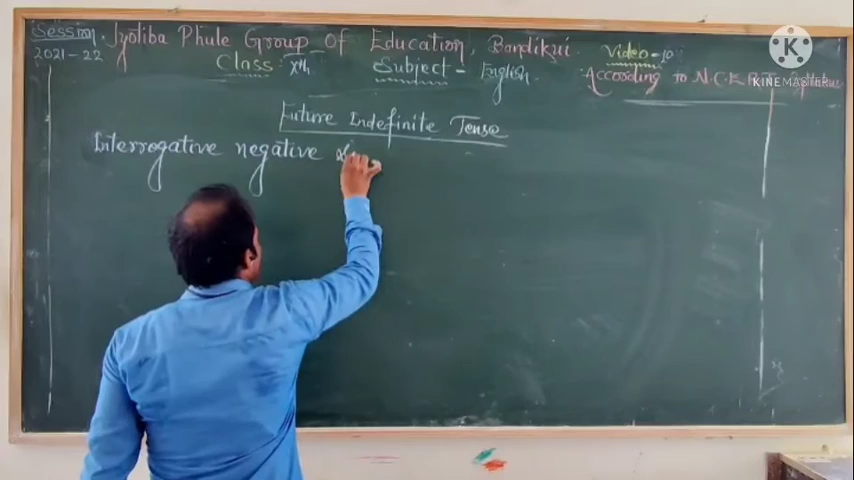 Session
2021-22
Jyotiba Phule Group Of Education, Bandikui.
Class: Xth
Subject - English.
Video-10
According to N.C.E.R.T
KINEMASTER
Future Indefinite Tense
Interrogative negative